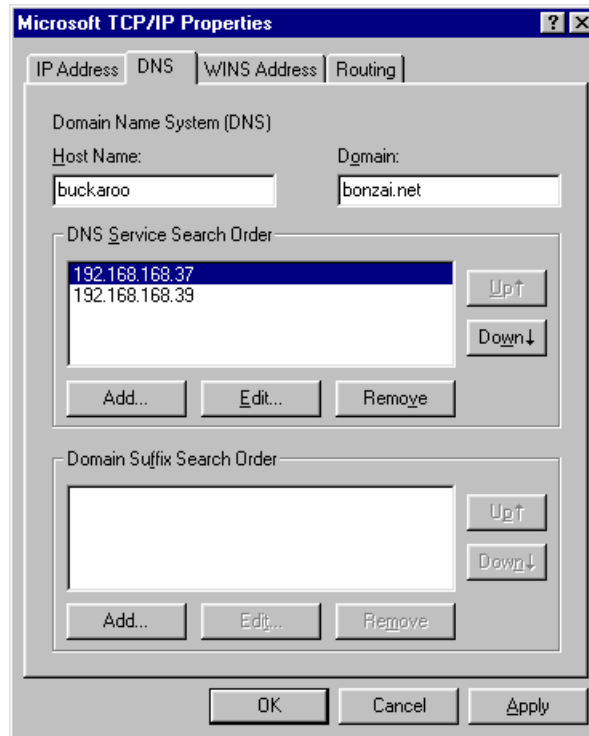 Microsoft TCP/IP Properties ? X
IP Address DNS WINS Address Routing
Domain Name System (DNS)
Host Name: Domain:
buckaroo bonzai.net
DNS Service Search Order
192.168.168.37
192.168.168.39
Up↑
Down↓
Add... Edit... Remove
Domain Suffix Search Order
Up↑
Down↓
Add... Edit... Remove
OK Cancel Apply